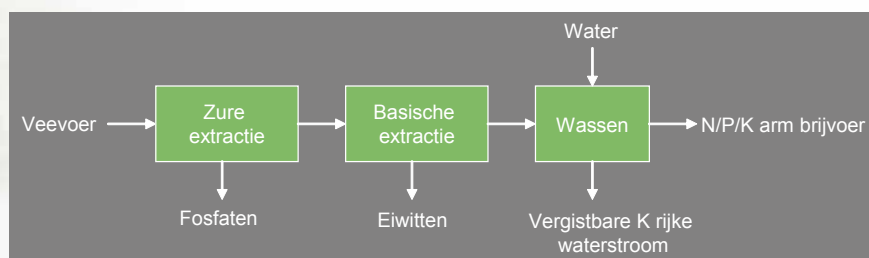 Water
Veevoer
Zure
extractie
Basische
extractie
Wassen
N/P/K arm brijvoer
Fosfaten
Eiwitten
Vergistbare K rijke
waterstroom